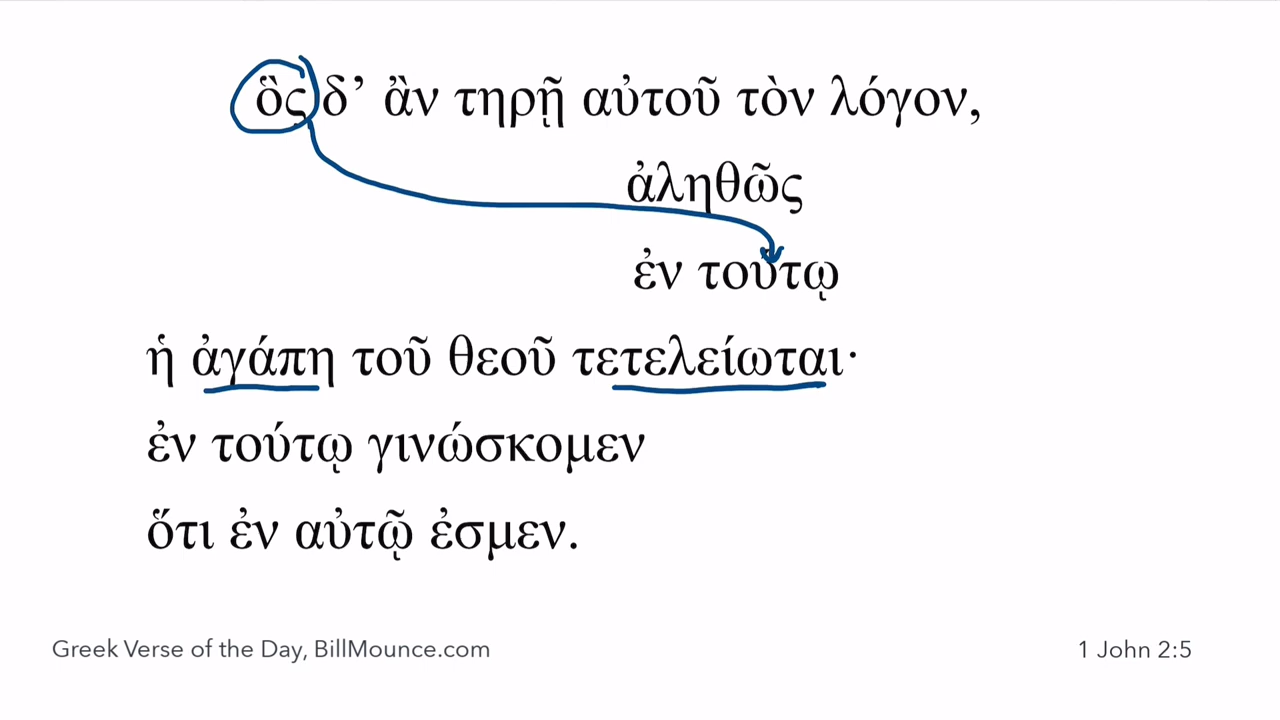 ὃς δ’ ἂν τηρῇ αὐτοῦ τὸν λόγον,
ἀληθῶς
ἐν τούτῳ
ἡ ἀγάπη τοῦ θεοῦ τετελείωται·
ἐν τούτῳ γινώσκομεν
ὅτι ἐν αὐτῷ ἐσμεν.
Greek Verse of the Day, BillMounce.com
1 John 2:5